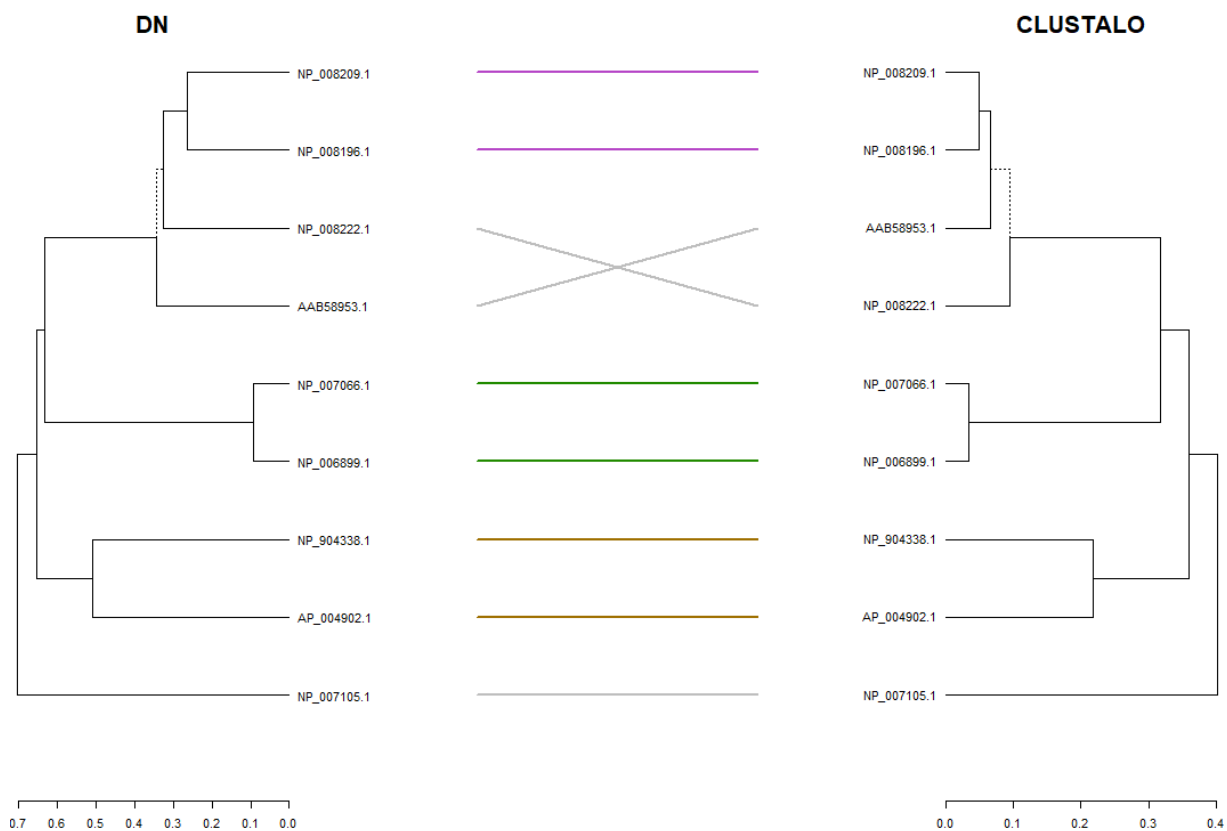 DN CLUSTALO
NP_008209.1 NP_008209.1
NP_008196.1 NP_008196.1
NP_008222.1 AAB58953.1
AAB58953.1 NP_008222.1
NP_007066.1 NP_007066.1
NP_006899.1 NP_006899.1
NP_904338.1 NP_904338.1
AP_004902.1 AP_004902.1
NP_007105.1 NP_007105.1
0.7 0.6 0.5 0.4 0.3 0.2 0.1 0.0 0.0 0.1 0.2 0.3 0.4